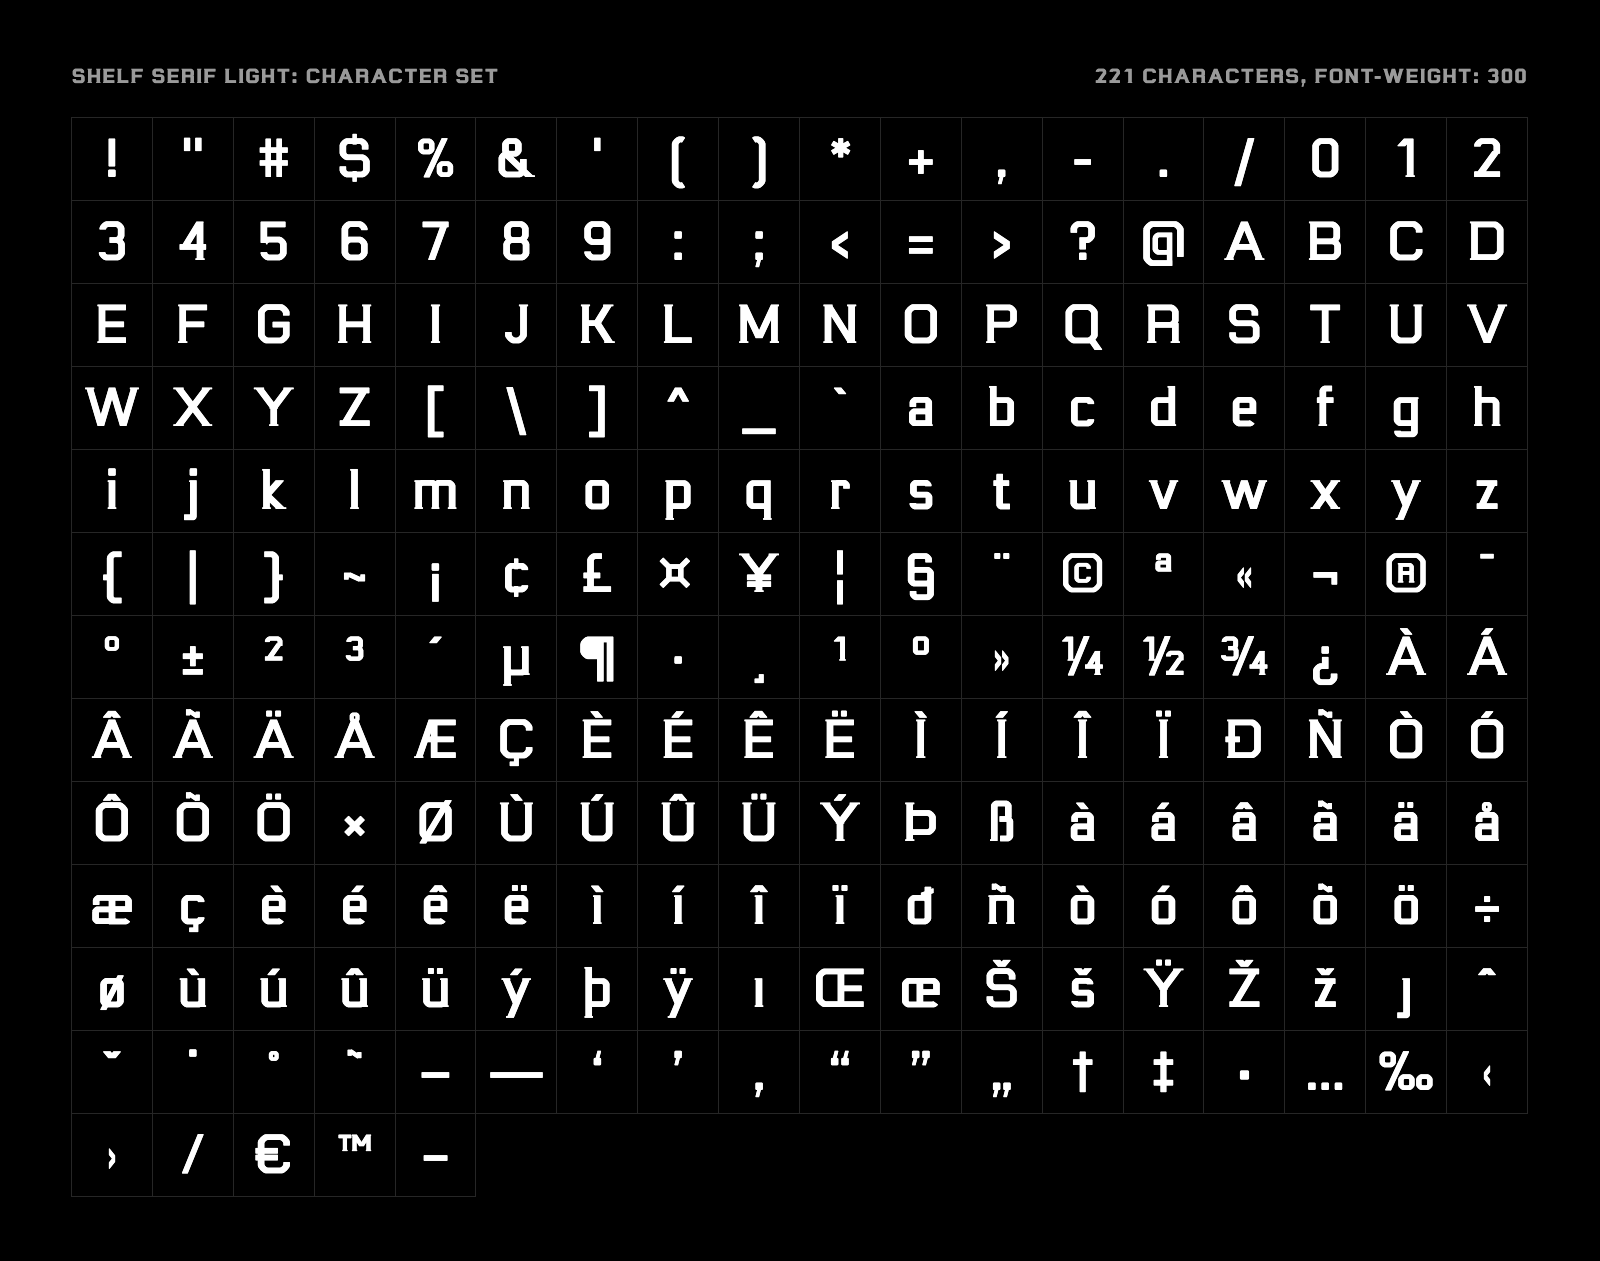 SHELF SERIF LIGHT: CHARACTER SET
221 CHARACTERS, FONT-WEIGHT: 300
! " # $ % & ' ( ) * + , - . / 0 1 2
3 4 5 6 7 8 9 : ; < = > ? @ A B C D
E F G H I J K L M N O P Q R S T U V
W X Y Z [ \ ] ^ _ ` a b c d e f g h
i j k l m n o p q r s t u v w x y z
{ | } ~ ¡ ¢ £ ¤ ¥ ¦ § ¨ © ª « ¬ ® ¯
° ± ² ³ ´ µ ¶ · ¸ ¹ º » ¼ ½ ¾ ¿ À Á
 à Ä Å Æ Ç È É Ê Ë Ì Í Î Ï Ð Ñ Ò Ó
Ô Õ Ö × Ø Ù Ú Û Ü Ý Þ ß à á â ã ä å
æ ç è é ê ë ì í î ï ð ñ ò ó ô õ ö ÷
ø ù ú û ü ý þ ÿ ı Œ œ Š š Ÿ Ž ž ȷ ˆ
ˇ ˙ ˚ ˜ – — ‘ ’ ‚ “ ” „ † ‡ • … ‰ ‹
› ⁄ € ™ −